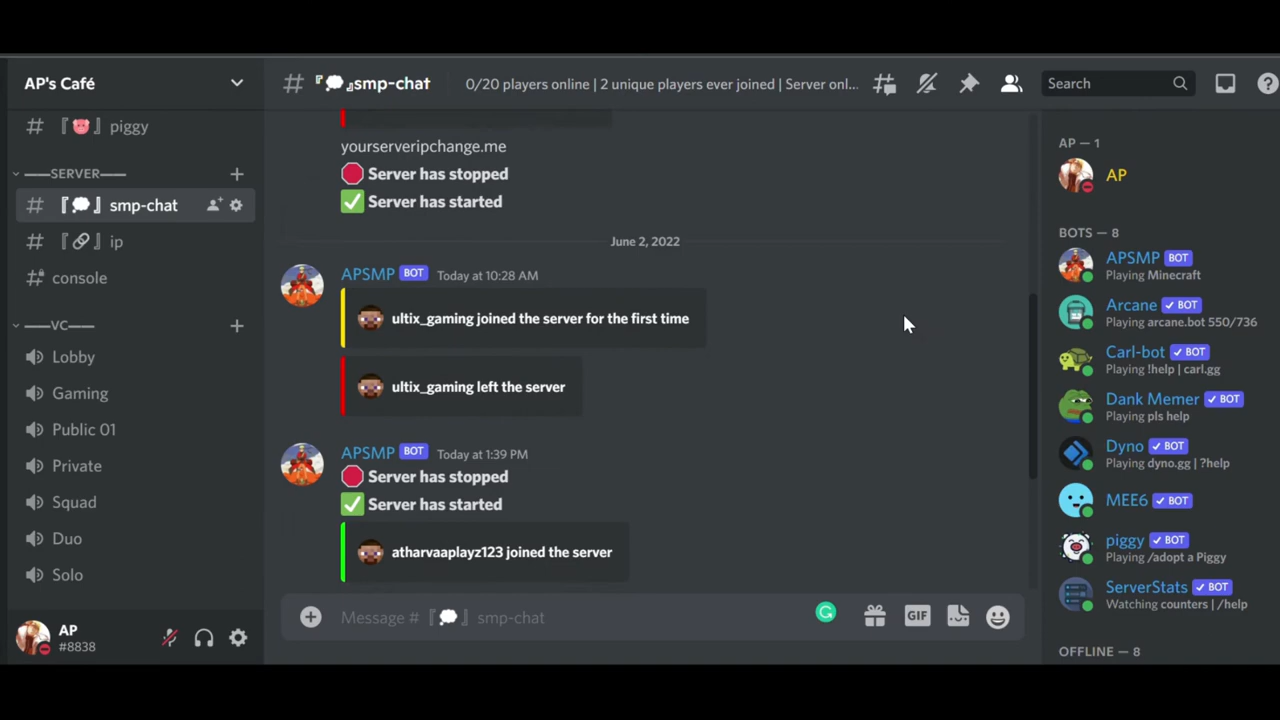 AP's Café
# 『💭』smp-chat
0/20 players online | 2 unique players ever joined | Server onl...
Search
# 『🐷』 piggy
——SERVER——
# 『💭』 smp-chat
# 『🔗』 ip
# console
——VC——
Lobby
Gaming
Public 01
Private
Squad
Duo
Solo
AP
#8838
yourserveripchange.me
Server has stopped
Server has started
June 2, 2022
APSMP BOT Today at 10:28 AM
ultix_gaming joined the server for the first time
ultix_gaming left the server
APSMP BOT Today at 1:39 PM
Server has stopped
Server has started
atharvaaplayz123 joined the server
Message # 『💭』 smp-chat
GIF
AP — 1
AP
BOTS — 8
APSMP BOT
Playing Minecraft
Arcane ✓ BOT
Playing arcane.bot 550/736
Carl-bot ✓ BOT
Playing !help | carl.gg
Dank Memer ✓ BOT
Playing pls help
Dyno ✓ BOT
Playing dyno.gg | ?help
MEE6 ✓ BOT
piggy ✓ BOT
Playing /adopt a Piggy
ServerStats ✓ BOT
Watching counters | /help
OFFLINE — 8